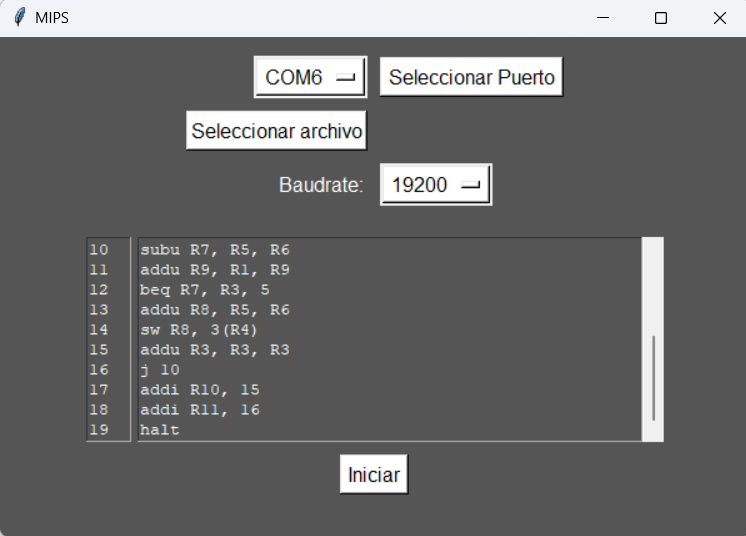 MIPS
COM6 Seleccionar Puerto
Seleccionar archivo
Baudrate: 19200
10 subu R7, R5, R6
11 addu R9, R1, R9
12 beq R7, R3, 5
13 addu R8, R5, R6
14 sw R8, 3(R4)
15 addu R3, R3, R3
16 j 10
17 addi R10, 15
18 addi R11, 16
19 halt
Iniciar